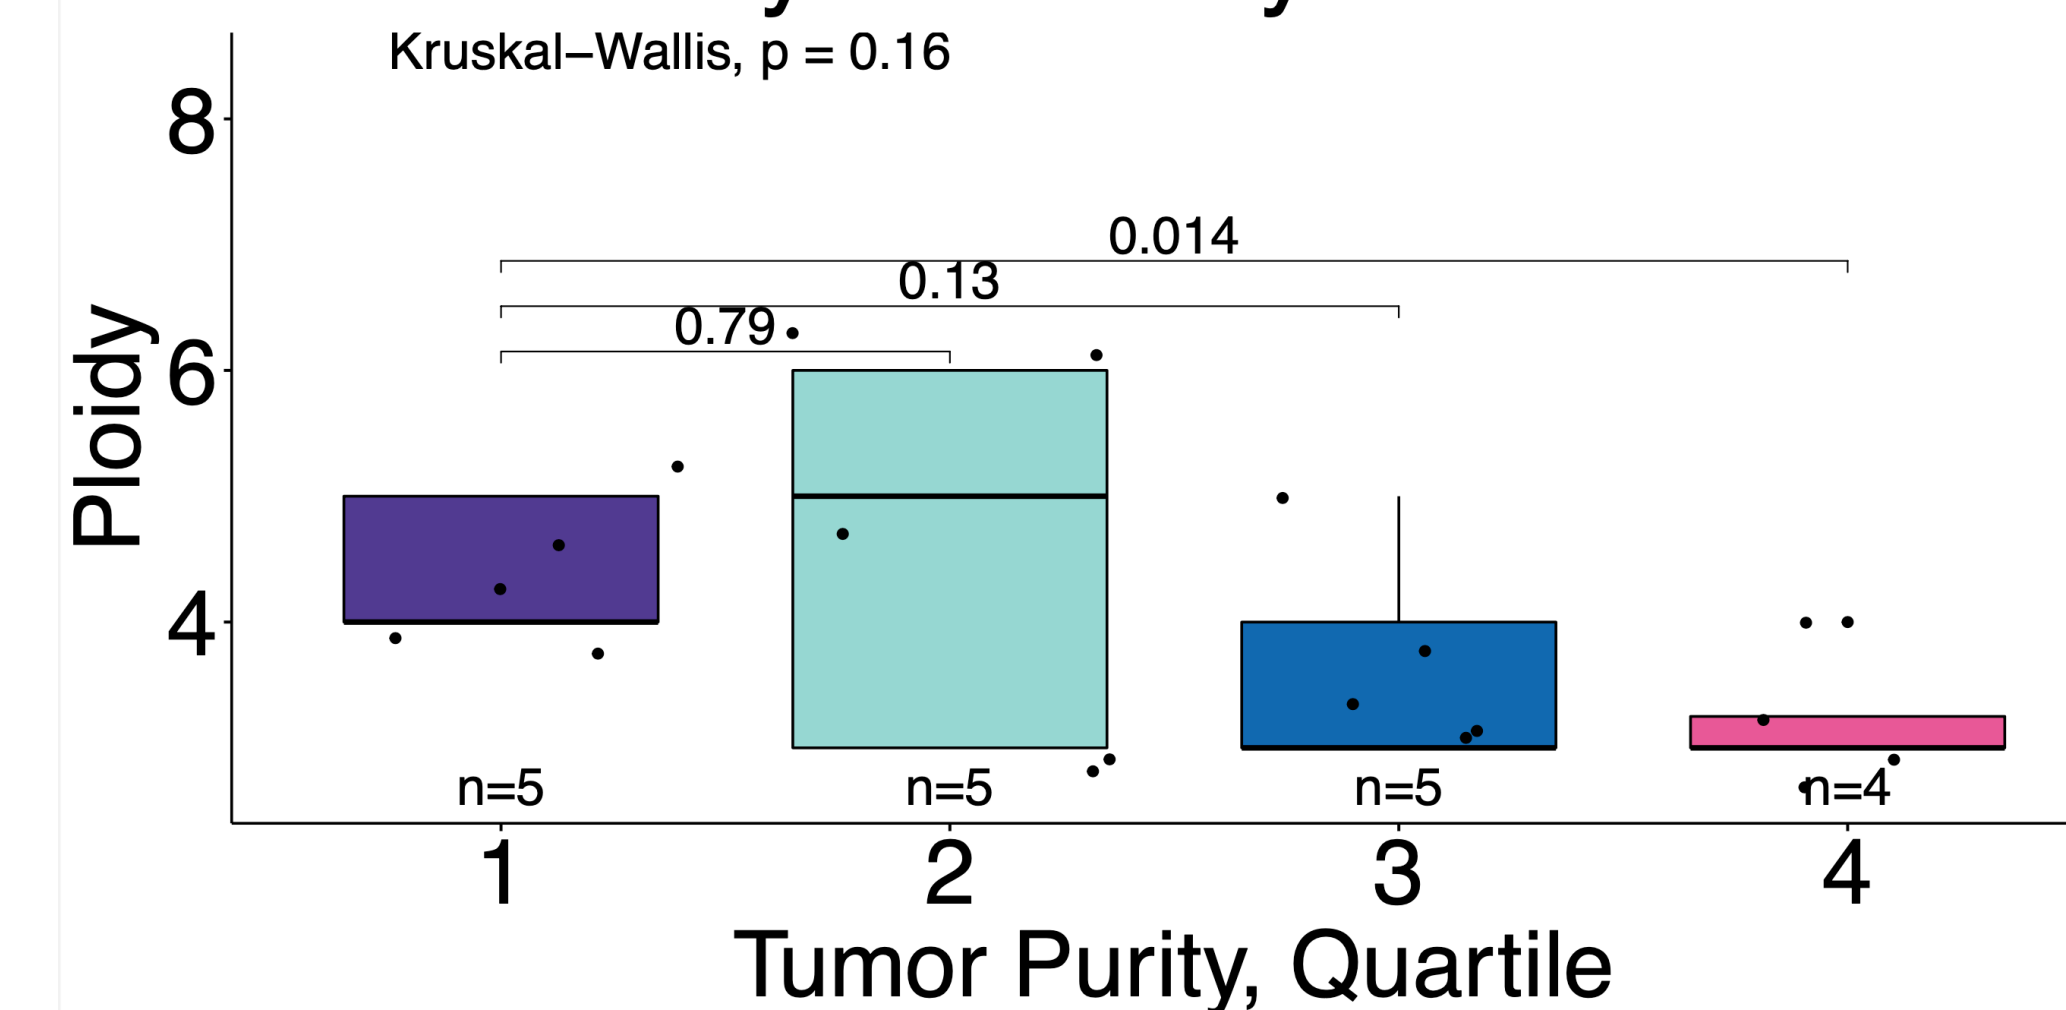 Kruskal–Wallis, p = 0.16
8
0.014
0.13
0.79
6
Ploidy
4
n=5 n=5 n=5 n=4
1 2 3 4
Tumor Purity, Quartile